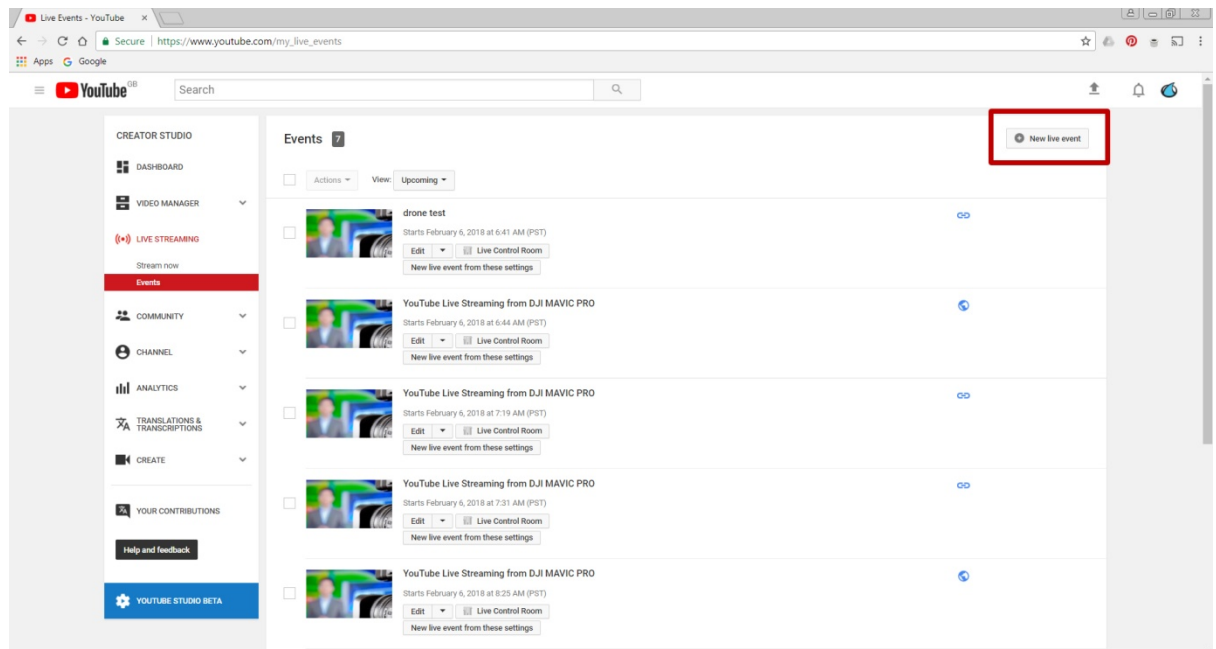 Live Events - YouTube
Secure | https://www.youtube.com/my_live_events
Apps Google
YouTube GB Search
CREATOR STUDIO
DASHBOARD
VIDEO MANAGER
LIVE STREAMING
Stream now
Events
COMMUNITY
CHANNEL
ANALYTICS
TRANSLATIONS &
TRANSCRIPTIONS
CREATE
YOUR CONTRIBUTIONS
Help and feedback
YOUTUBE STUDIO BETA
Events 7
New live event
Actions View: Upcoming
drone test
Starts February 6, 2018 at 6:41 AM (PST)
Edit Live Control Room
New live event from these settings
YouTube Live Streaming from DJI MAVIC PRO
Starts February 6, 2018 at 6:44 AM (PST)
Edit Live Control Room
New live event from these settings
YouTube Live Streaming from DJI MAVIC PRO
Starts February 6, 2018 at 7:19 AM (PST)
Edit Live Control Room
New live event from these settings
YouTube Live Streaming from DJI MAVIC PRO
Starts February 6, 2018 at 7:31 AM (PST)
Edit Live Control Room
New live event from these settings
YouTube Live Streaming from DJI MAVIC PRO
Starts February 6, 2018 at 8:25 AM (PST)
Edit Live Control Room
New live event from these settings